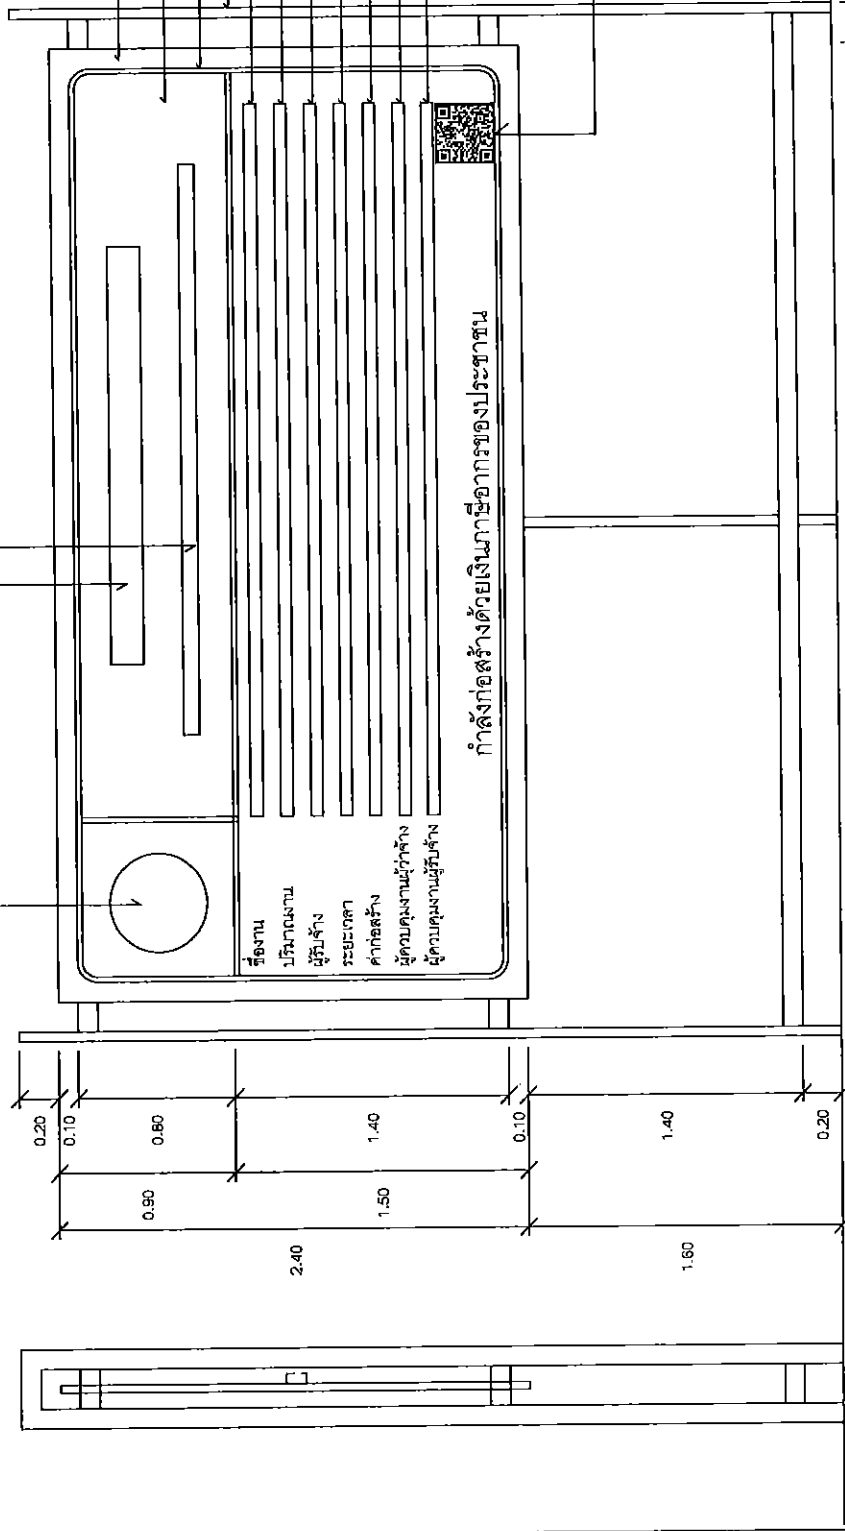 ชื่องาน
ปริมาณงาน
ผู้รับจ้าง
ระยะเวลา
ค่าก่อสร้าง
ผู้ควบคุมงานผู้ว่าจ้าง
ผู้ควบคุมงานผู้รับจ้าง
กำลังก่อสร้างด้วยเงินภาษีอากรของประชาชน
0.20
0.10
0.80
1.40
0.10
1.40
0.20
0.90
1.50
2.40
1.60